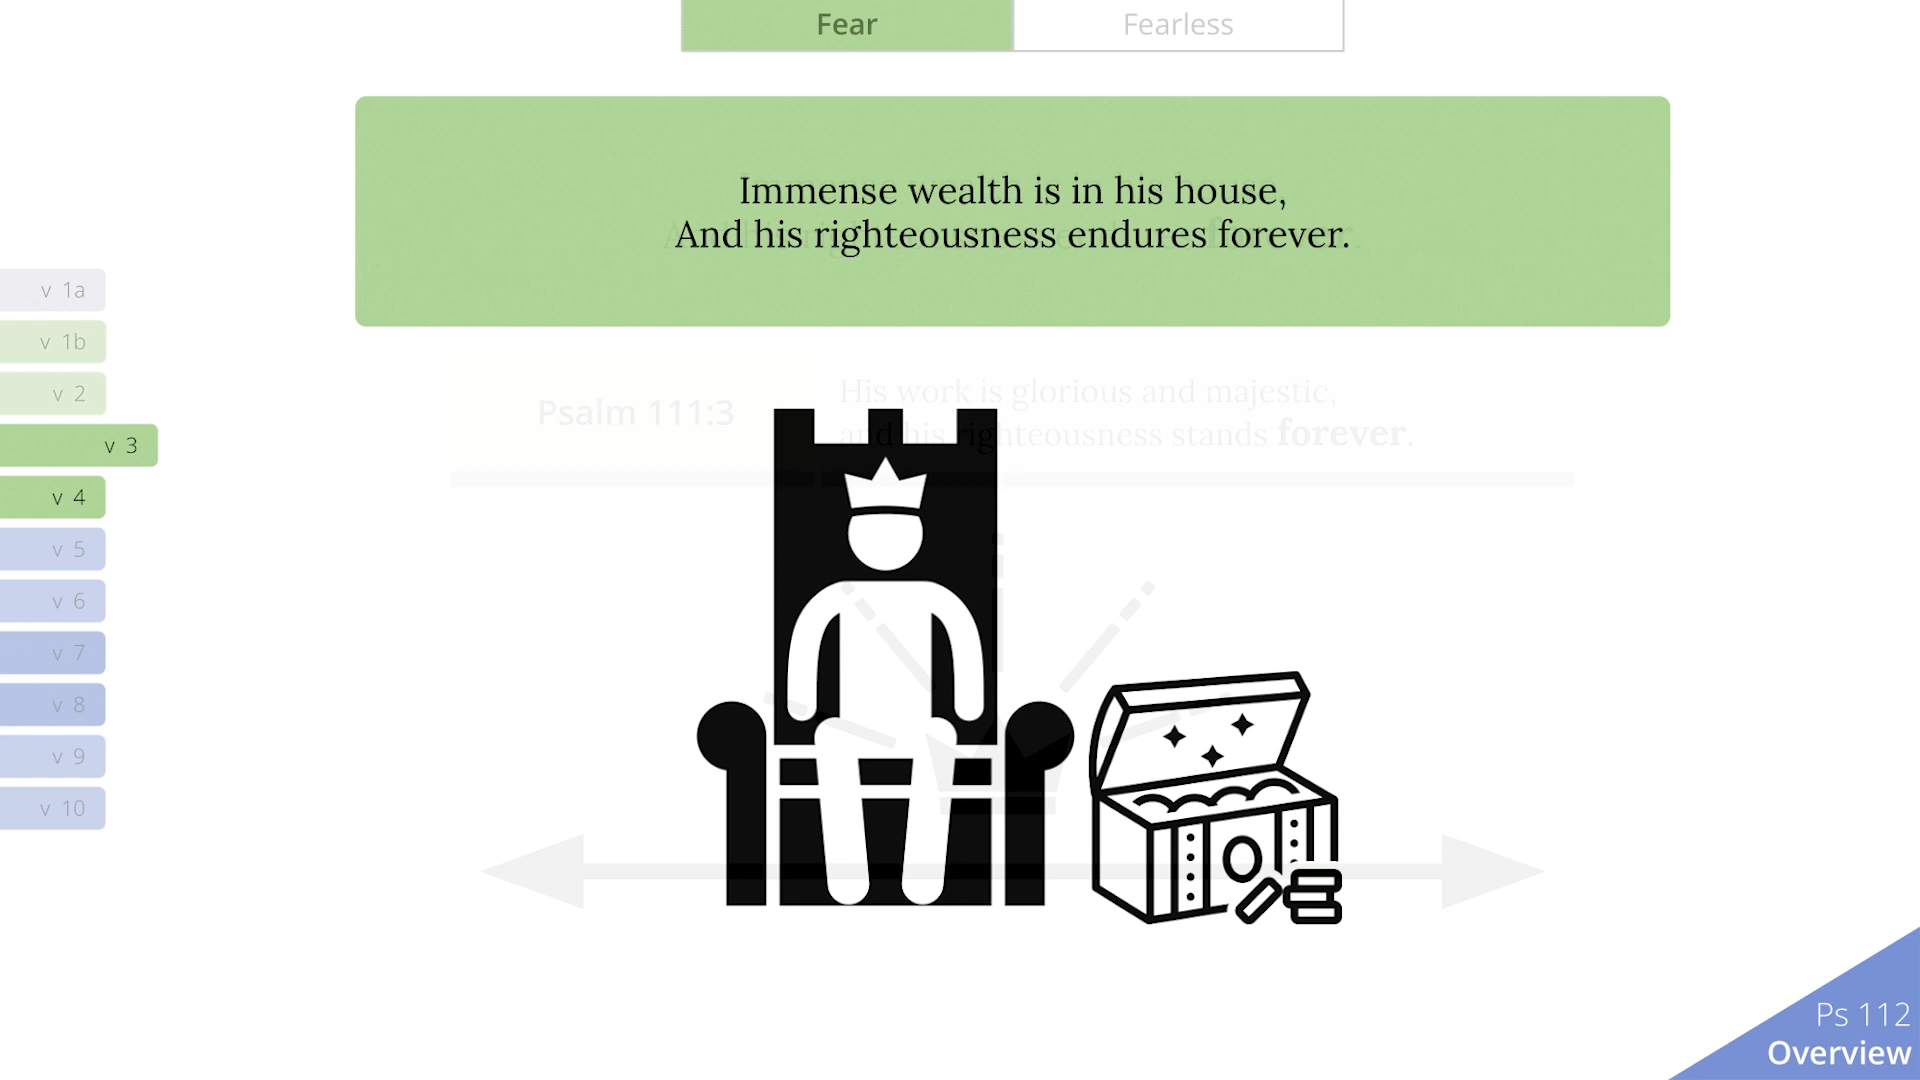 Fear
Fearless
Immense wealth is in his house,
And his righteousness endures forever.
v 1a
v 1b
v 2
v 3
v 4
v 5
v 6
v 7
v 8
v 9
v 10
Psalm 111:3
His work is glorious and majestic,
and his righteousness stands forever.
Ps 112
Overview